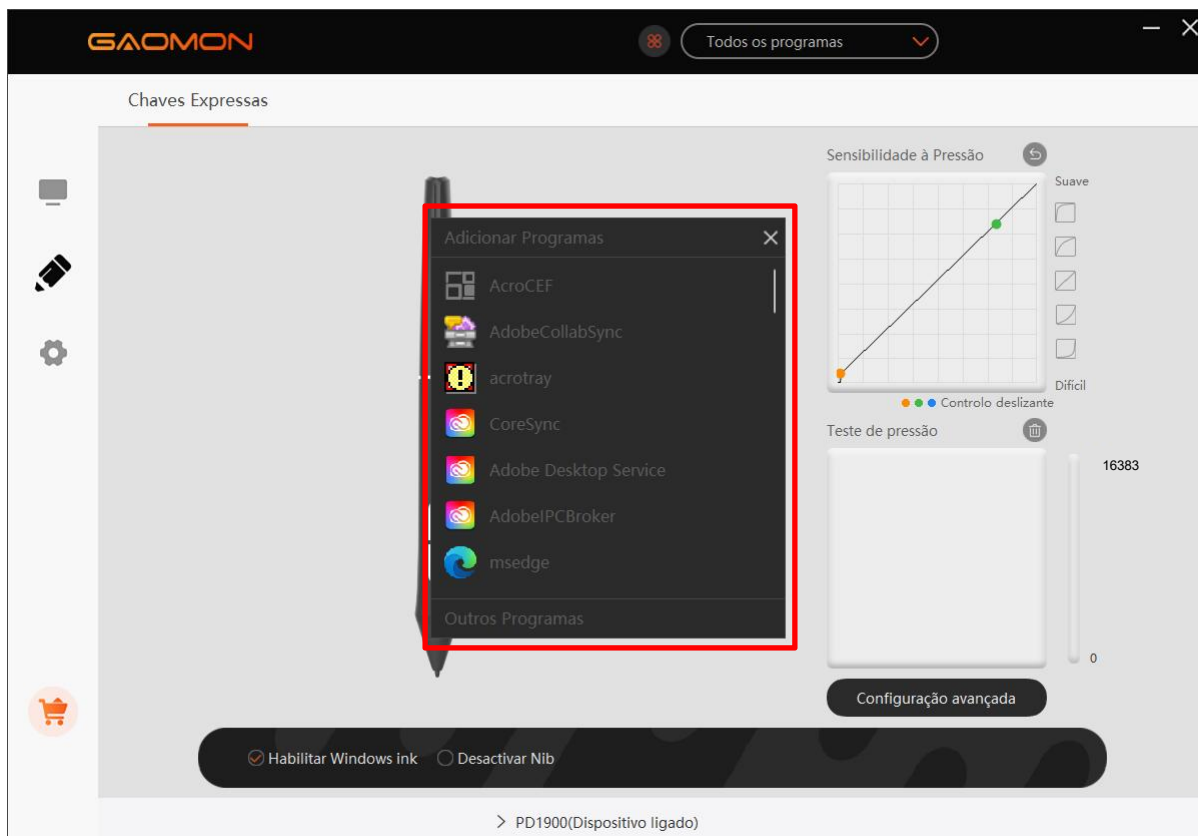 GAOMON
Todos os programas
Chaves Expressas
Sensibilidade à Pressão
Suave
Adicionar Programas
AcroCEF
AdobeCollabSync
acrotray
CoreSync
Adobe Desktop Service
AdobeIPCBroker
msedge
Outros Programas
Difícil
Controlo deslizante
Teste de pressão
16383
0
Configuração avançada
Habilitar Windows ink
Desactivar Nib
PD1900(Dispositivo ligado)